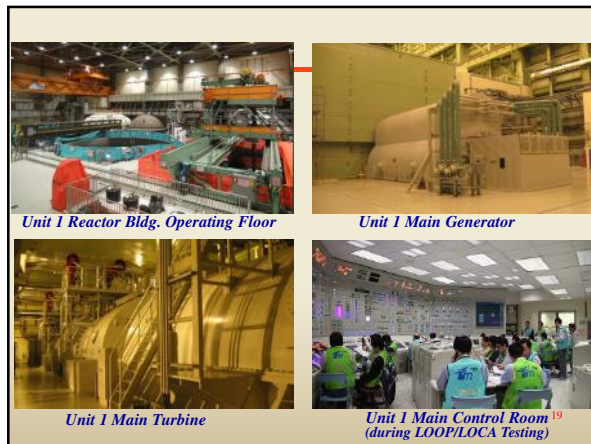 Unit 1 Reactor Bldg. Operating Floor
Unit 1 Main Generator
Unit 1 Main Turbine
Unit 1 Main Control Room 19
(during LOOP/LOCA Testing)